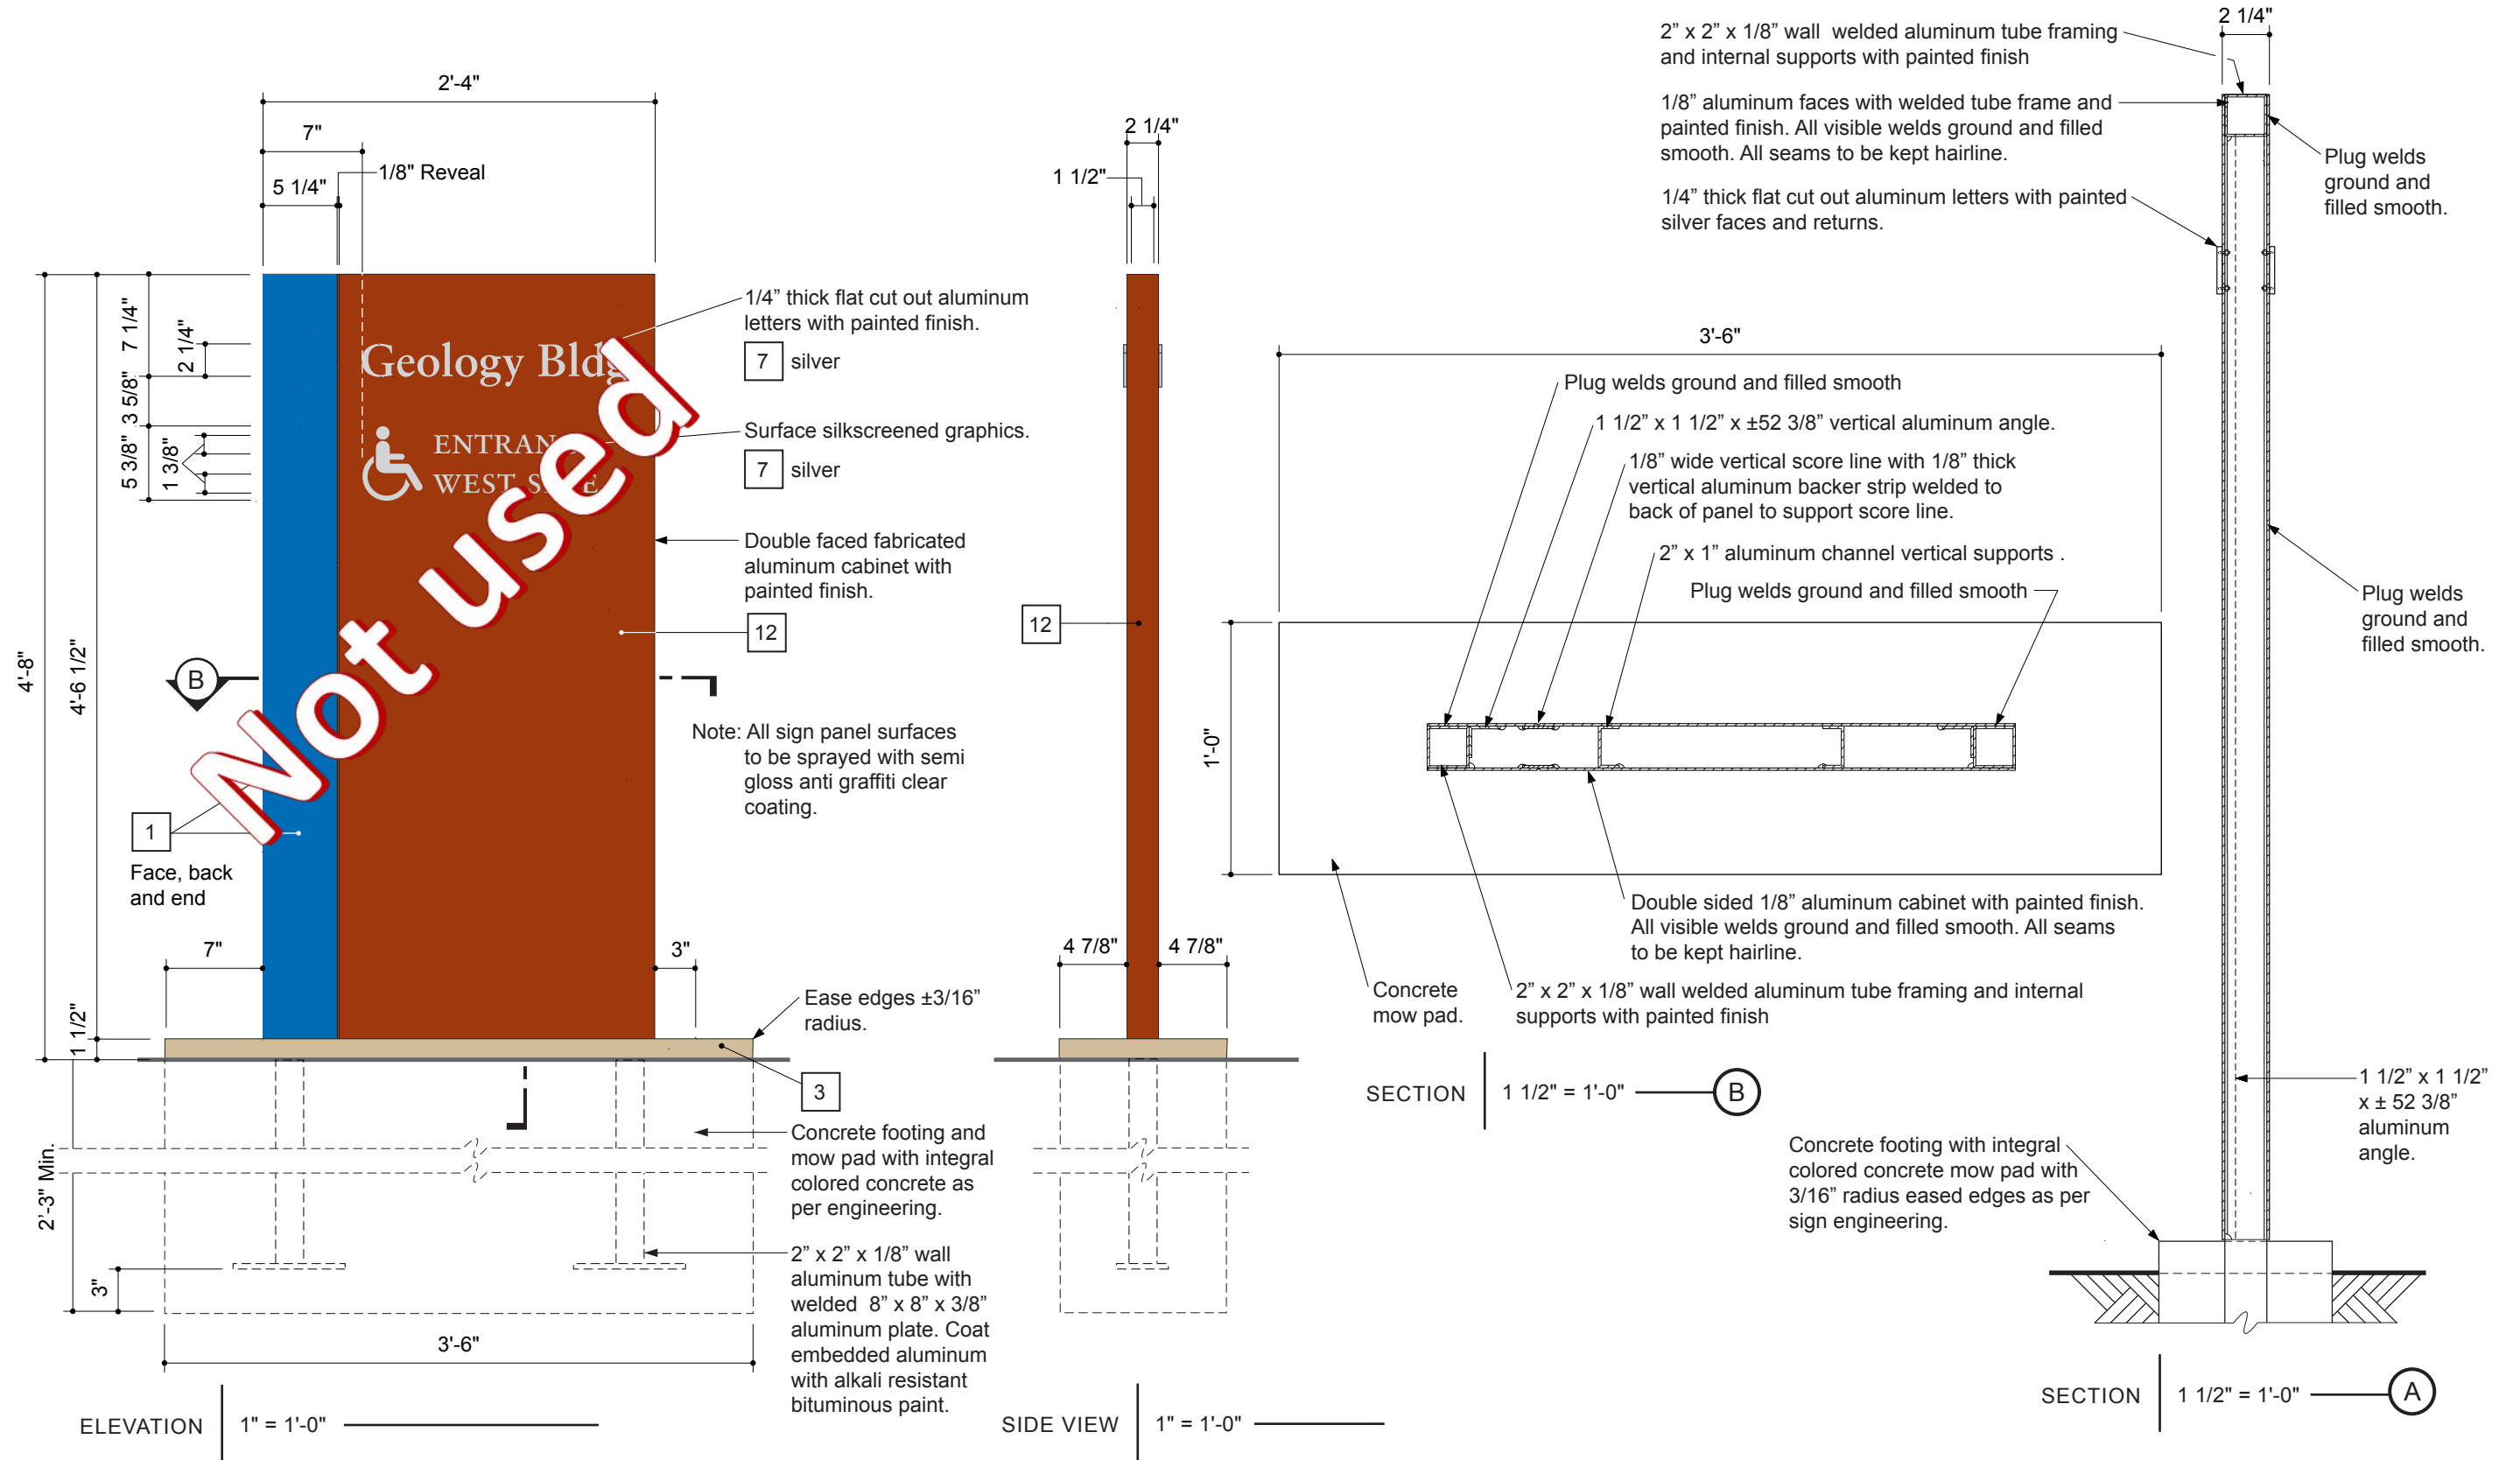 2'-4"
7"
1/8" Reveal
5 1/4"
4'-8"
4'-6 1/2"
1 1/2"
7 1/4"
2 1/4"
3 5/8"
5 3/8"
1 3/8"
Geology Bldg
ENTRAN
WEST S E
Not used
1/4” thick flat cut out aluminum
letters with painted finish.
7 silver
Surface silkscreened graphics.
7 silver
Double faced fabricated
aluminum cabinet with
painted finish.
12
B
Note: All sign panel surfaces
to be sprayed with semi
gloss anti graffiti clear
coating.
1
Face, back
and end
7"
3"
Ease edges ±3/16”
radius.
3
Concrete footing and
mow pad with integral
colored concrete as
per engineering.
2’-3" Min.
3"
2” x 2” x 1/8” wall
aluminum tube with
welded 8” x 8” x 3/8”
aluminum plate. Coat
embedded aluminum
with alkali resistant
bituminous paint.
3'-6"
ELEVATION 1" = 1'-0"
2 1/4"
1 1/2"
12
4 7/8"
4 7/8"
SIDE VIEW 1" = 1'-0"
3'-6"
Plug welds ground and filled smooth
1 1/2” x 1 1/2” x ±52 3/8” vertical aluminum angle.
1/8” wide vertical score line with 1/8” thick
vertical aluminum backer strip welded to
back of panel to support score line.
2” x 1” aluminum channel vertical supports .
Plug welds ground and filled smooth
1'-0"
Double sided 1/8” aluminum cabinet with painted finish.
All visible welds ground and filled smooth. All seams
to be kept hairline.
Concrete
mow pad.
2” x 2” x 1/8” wall welded aluminum tube framing and internal
supports with painted finish
SECTION 1 1/2" = 1'-0" B
2 1/4"
2” x 2” x 1/8” wall welded aluminum tube framing
and internal supports with painted finish
1/8” aluminum faces with welded tube frame and
painted finish. All visible welds ground and filled
smooth. All seams to be kept hairline.
1/4” thick flat cut out aluminum letters with painted
silver faces and returns.
Plug welds
ground and
filled smooth.
Plug welds
ground and
filled smooth.
1 1/2” x 1 1/2”
x ± 52 3/8”
aluminum
angle.
Concrete footing with integral
colored concrete mow pad with
3/16” radius eased edges as per
sign engineering.
SECTION 1 1/2" = 1'-0" A